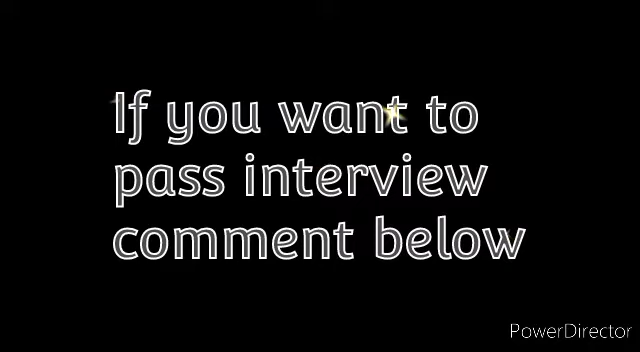 If you want to
pass interview
comment below
PowerDirector